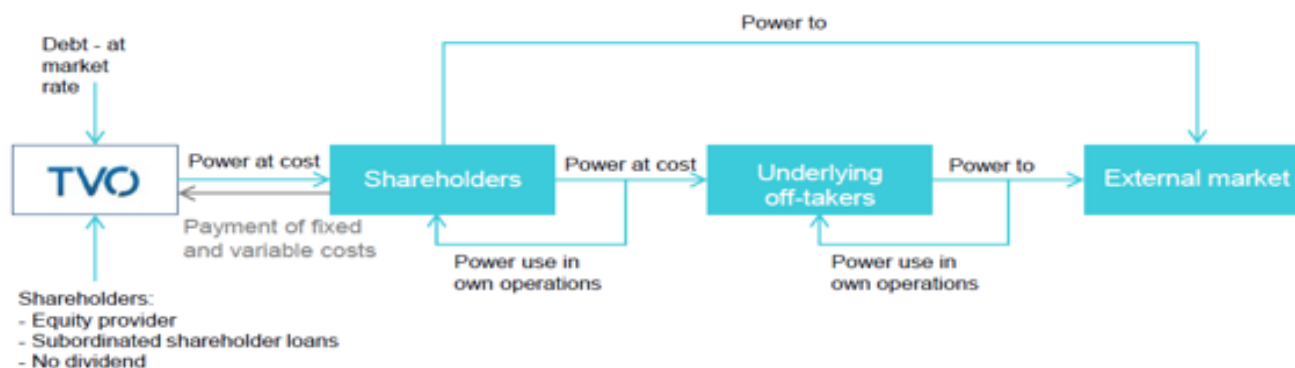 Power to
Debt - at
market
rate
TVO
Power at cost
Shareholders
Power at cost
Underlying
off-takers
Power to
External market
Payment of fixed
and variable costs
Power use in
own operations
Power use in
own operations
Shareholders:
- Equity provider
- Subordinated shareholder loans
- No dividend